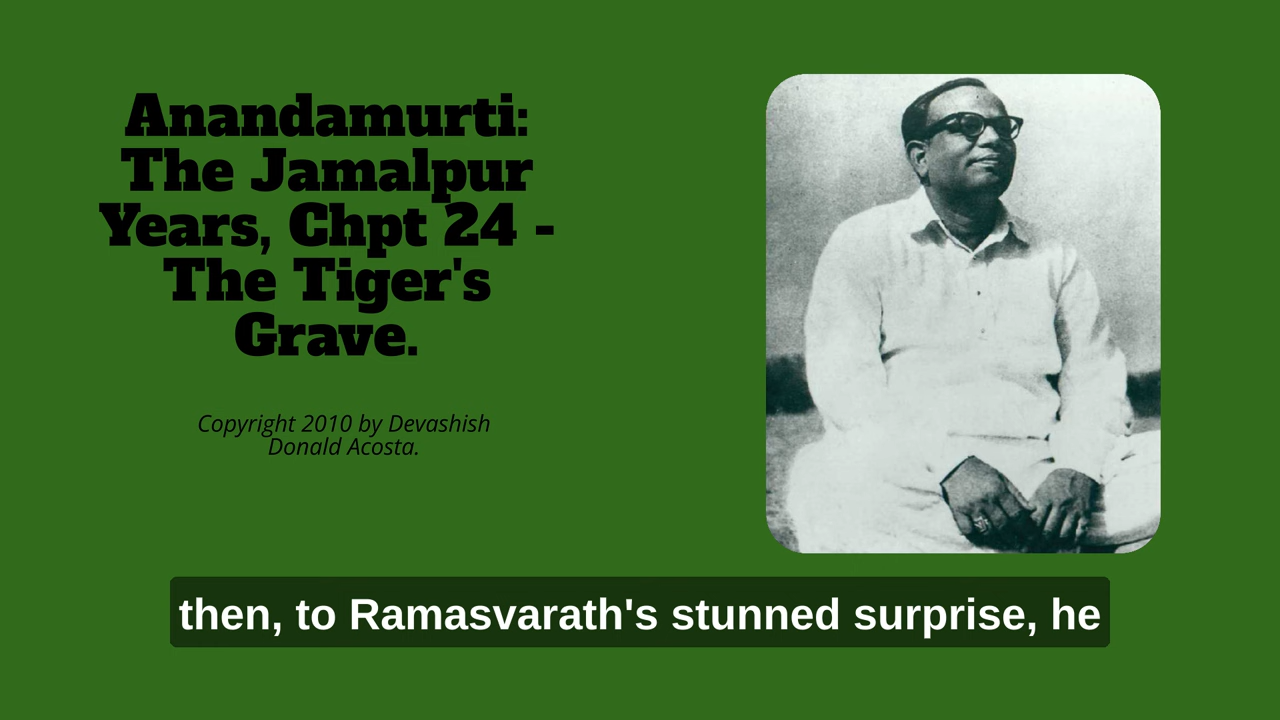 Anandamurti:
The Jamalpur
Years, Chpt 24 -
The Tiger's
Grave.
Copyright 2010 by Devashish
Donald Acosta.
then, to Ramasvarath's stunned surprise, he